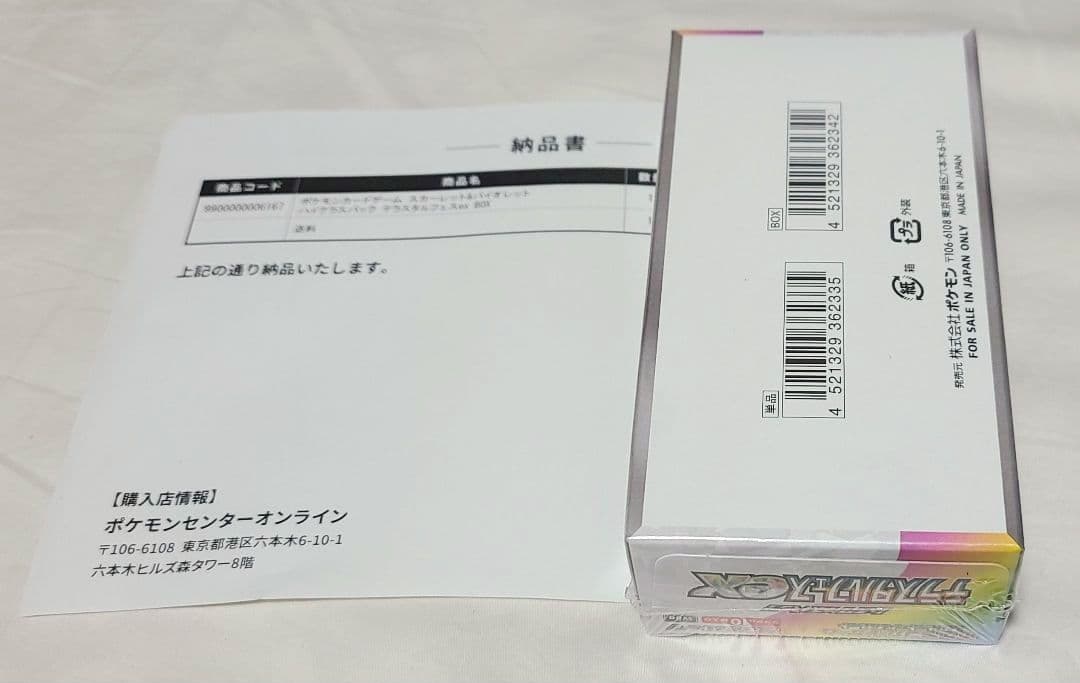 納品書
商品コード 商品名
9900000006167 ポケモンカードゲーム スカーレット&バイオレット
ハイクラスパック テラスタルフェスex BOX
送料
上記の通り納品いたします。
【購入店情報】
ポケモンセンターオンライン
〒106-6108 東京都港区六本木6-10-1
六本木ヒルズ森タワー8階
BOX
4 521329 362342
単品
4 521329 362335
プラ 外装
紙 箱
発売元 株式会社ポケモン 〒106-6108 東京都港区六本木6-10-1
FOR SALE IN JAPAN ONLY MADE IN JAPAN
テラスタルフェスex